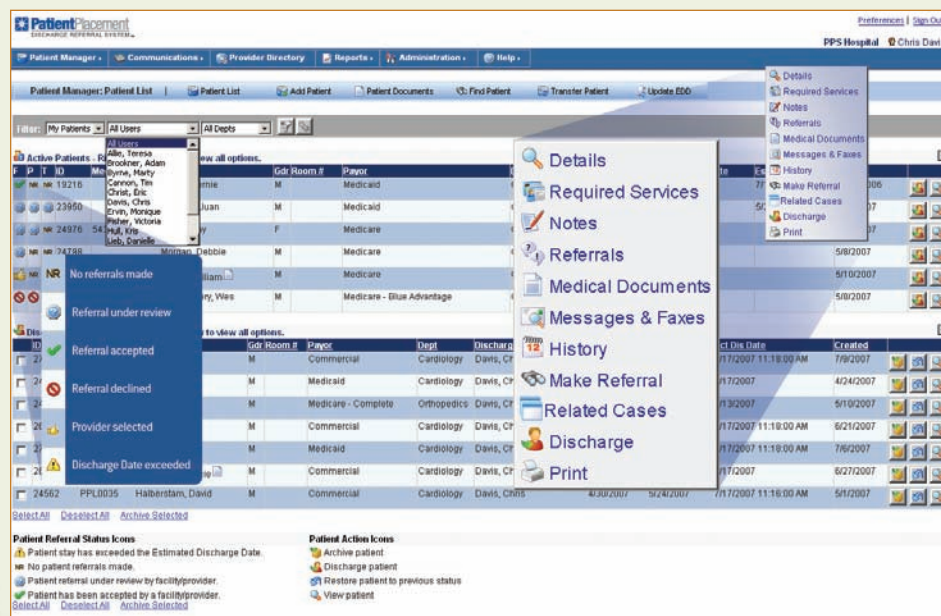 PatientPlacement
DISCHARGE REFERRAL SYSTEM
Preferences | Sign Out
PPS Hospital Chris Davi
Patient Manager Communications Provider Directory Reports Administration Help
Patient Manager: Patient List | Patient List Add Patient Patient Documents Find Patient Transfer Patient Update EDD
Filter: My Patients All Users All Depts
All Users
Allie, Teresa
Brookner, Adam
Byrne, Marty
Cannon, Tim
Christ, Eric
Davis, Chris
Ervin, Monique
Fisher, Victoria
Hull, Kris
Lieb, Danielle
Details
Required Services
Notes
Referrals
Medical Documents
Messages & Faxes
History
Make Referral
Related Cases
Discharge
Print
Active Patients - ew all options.
F P T ID Gdr Room # Payor
NR NR 19216 M Medicaid
23950 Juan M Medicaid
NR 24976 F Medicare
NR NR 24788 Morgan, Debbie M Medicare 5/8/2007
NR illiam M Medicare 5/10/2007
ry, Wes M Medicare - Blue Advantage 5/8/2007
NR No referrals made
Referral under review
Referral accepted
Referral declined
Provider selected
Discharge Date exceeded
Details
Required Services
Notes
Referrals
Medical Documents
Messages & Faxes
History
Make Referral
Related Cases
Discharge
Print
to view all options.
Gdr Room # Payor Dept Discharg ct Dis Date Created
M Commercial Cardiology Davis, Ch /17/2007 11:18:00 AM 7/9/2007
M Medicaid Cardiology Davis, Ch /17/2007 4/24/2007
M Medicare - Complete Orthopedics Davis, Ch /13/2007 5/10/2007
M Commercial Cardiology Davis, Ch /17/2007 11:18:00 AM 6/21/2007
M Medicaid Cardiology Davis, Ch /17/2007 11:18:00 AM 7/6/2007
M Commercial Cardiology Davis, Ch /17/2007 6/27/2007
24562 PPL0035 Halberstam, David M Commercial Cardiology Davis, Chris 4/30/2007 5/24/2007 7/17/2007 11:16:00 AM 5/1/2007
Select All Deselect All Archive Selected
Patient Referral Status Icons
Patient stay has exceeded the Estimated Discharge Date.
NR No patient referrals made.
Patient referral under review by facility/provider.
Patient has been accepted by a facility/provider.
Select All Deselect All Archive Selected
Patient Action Icons
Archive patient
Discharge patient
Restore patient to previous status
View patient